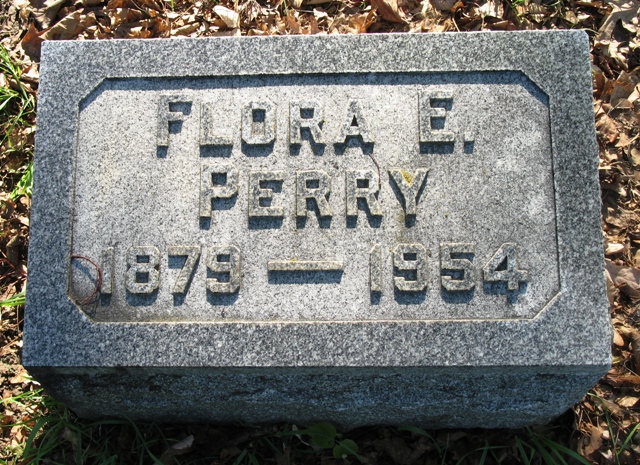 FLORA E.
PERRY
1879 — 1954